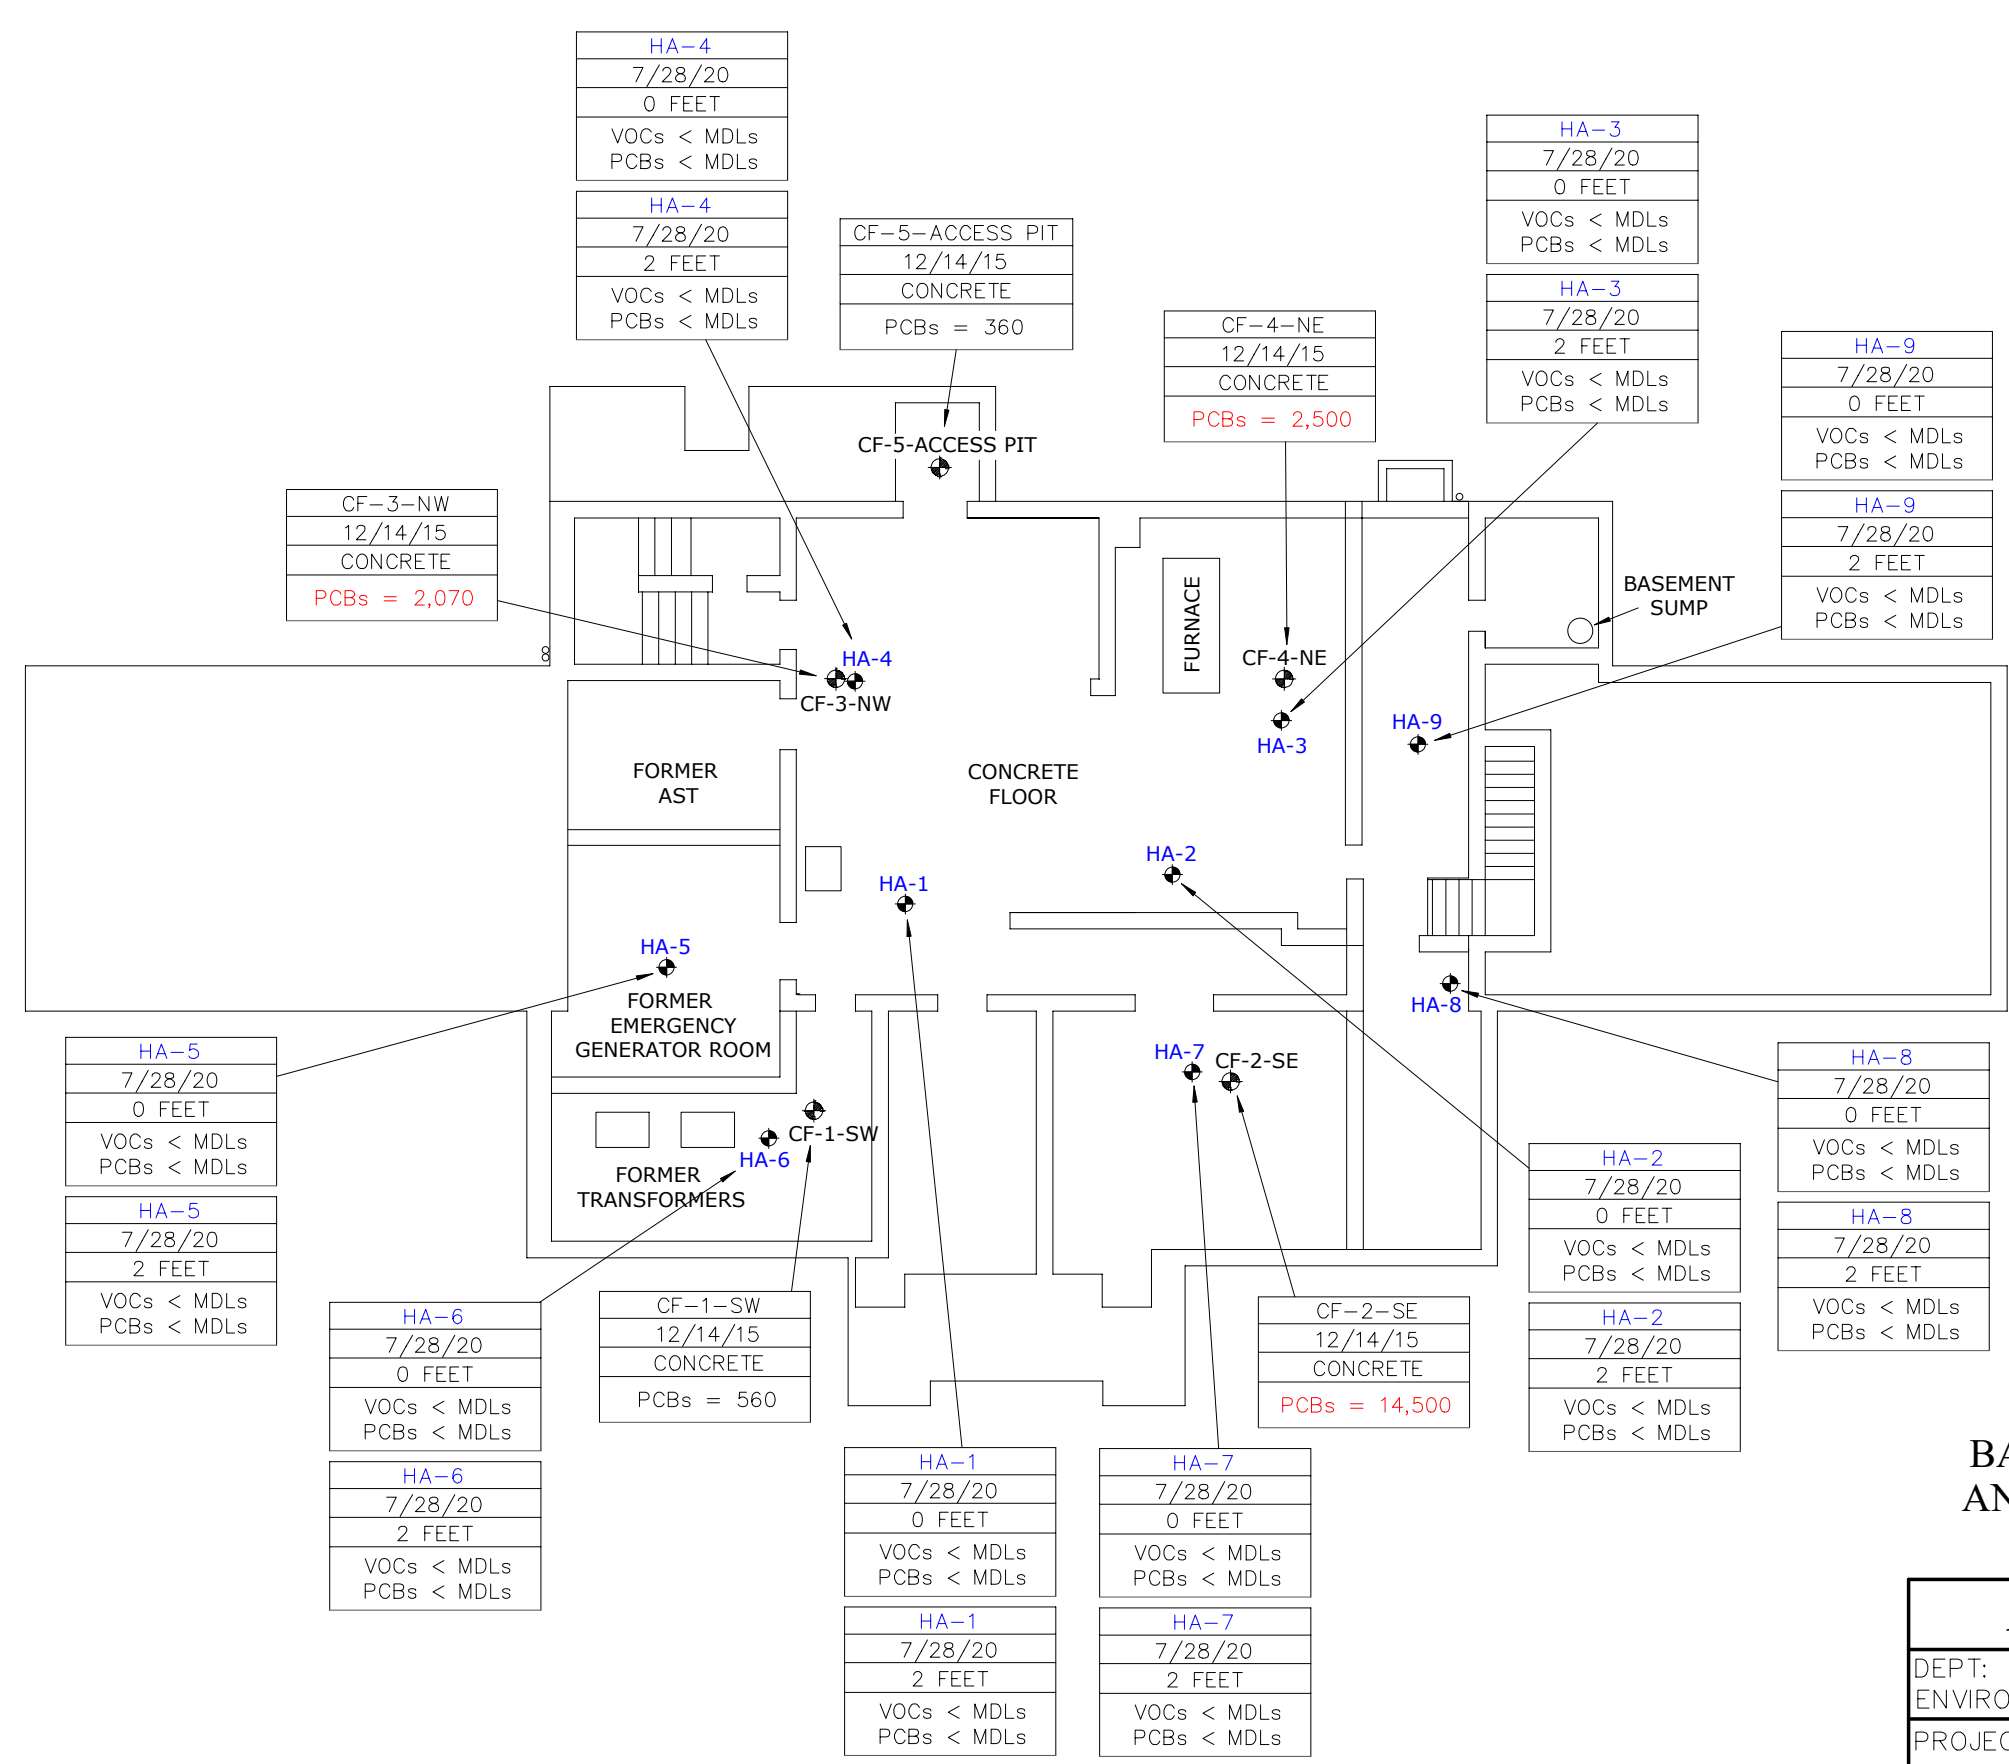 HA-4
7/28/20
0 FEET
VOCs < MDLs
PCBs < MDLs
HA-4
7/28/20
2 FEET
VOCs < MDLs
PCBs < MDLs
CF-5-ACCESS PIT
12/14/15
CONCRETE
PCBs = 360
CF-4-NE
12/14/15
CONCRETE
PCBs = 2,500
HA-3
7/28/20
0 FEET
VOCs < MDLs
PCBs < MDLs
HA-3
7/28/20
2 FEET
VOCs < MDLs
PCBs < MDLs
HA-9
7/28/20
0 FEET
VOCs < MDLs
PCBs < MDLs
HA-9
7/28/20
2 FEET
VOCs < MDLs
PCBs < MDLs
CF-3-NW
12/14/15
CONCRETE
PCBs = 2,070
CF-5-ACCESS PIT
FURNACE
BASEMENT
SUMP
HA-4
CF-3-NW
CF-4-NE
HA-3
HA-9
FORMER
AST
CONCRETE
FLOOR
HA-2
HA-1
HA-5
FORMER
EMERGENCY
GENERATOR ROOM
HA-8
HA-7
CF-2-SE
CF-1-SW
HA-6
FORMER
TRANSFORMERS
HA-5
7/28/20
0 FEET
VOCs < MDLs
PCBs < MDLs
HA-5
7/28/20
2 FEET
VOCs < MDLs
PCBs < MDLs
HA-6
7/28/20
0 FEET
VOCs < MDLs
PCBs < MDLs
HA-6
7/28/20
2 FEET
VOCs < MDLs
PCBs < MDLs
CF-1-SW
12/14/15
CONCRETE
PCBs = 560
HA-1
7/28/20
0 FEET
VOCs < MDLs
PCBs < MDLs
HA-1
7/28/20
2 FEET
VOCs < MDLs
PCBs < MDLs
HA-7
7/28/20
0 FEET
VOCs < MDLs
PCBs < MDLs
HA-7
7/28/20
2 FEET
VOCs < MDLs
PCBs < MDLs
CF-2-SE
12/14/15
CONCRETE
PCBs = 14,500
HA-2
7/28/20
0 FEET
VOCs < MDLs
PCBs < MDLs
HA-2
7/28/20
2 FEET
VOCs < MDLs
PCBs < MDLs
HA-8
7/28/20
0 FEET
VOCs < MDLs
PCBs < MDLs
HA-8
7/28/20
2 FEET
VOCs < MDLs
PCBs < MDLs
BA
AN
DEPT:
ENVIRO
PROJEC